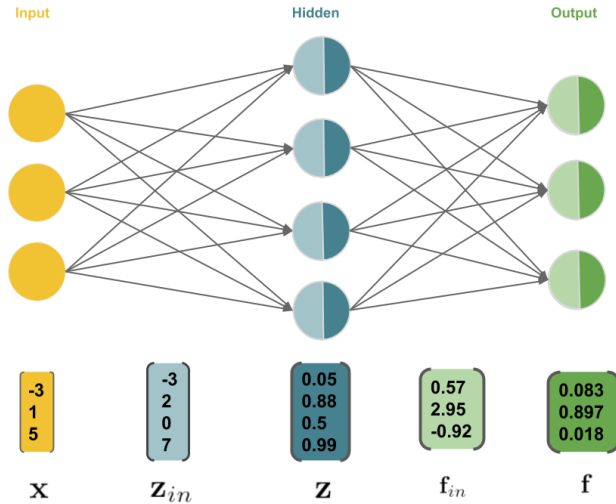 Input Hidden Output
-3 -3 0.05 0.57 0.083
1 2 0.88 2.95 0.897
5 0 0.5 -0.92 0.018
7 0.99
x z_in z f_in f